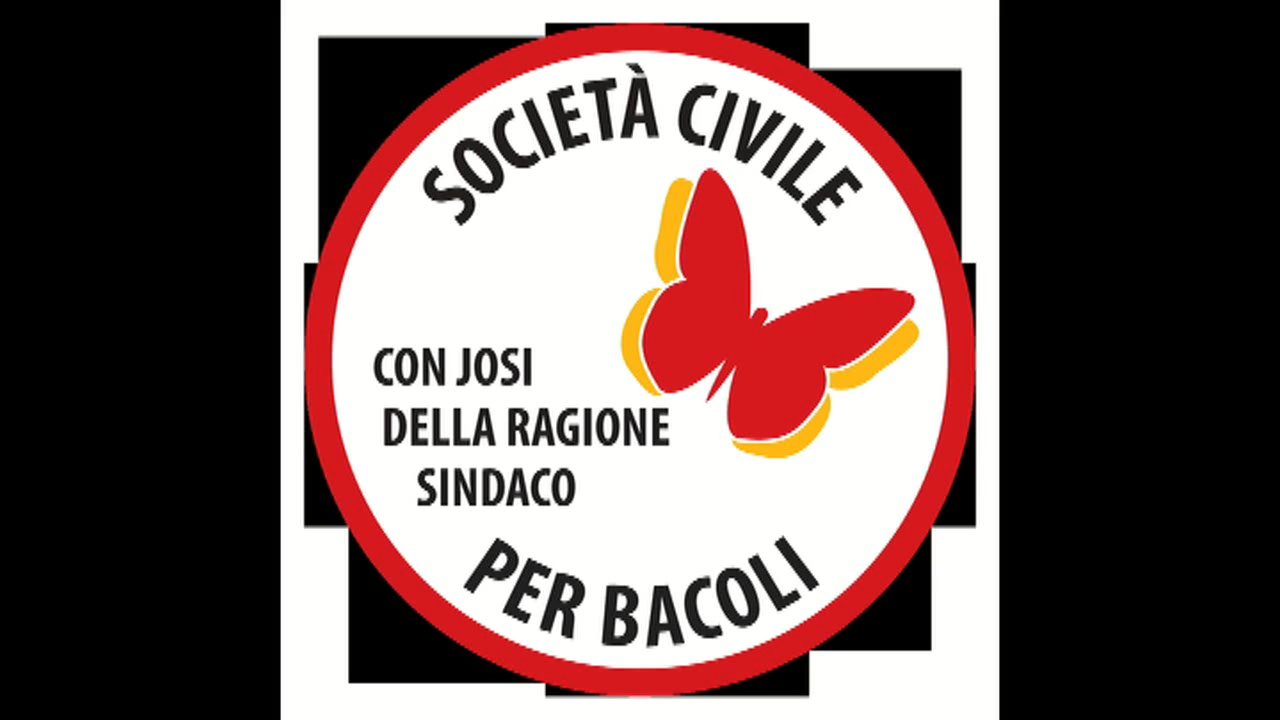 SOCIETÀ CIVILE
CON JOSI
DELLA RAGIONE
SINDACO
PER BACOLI